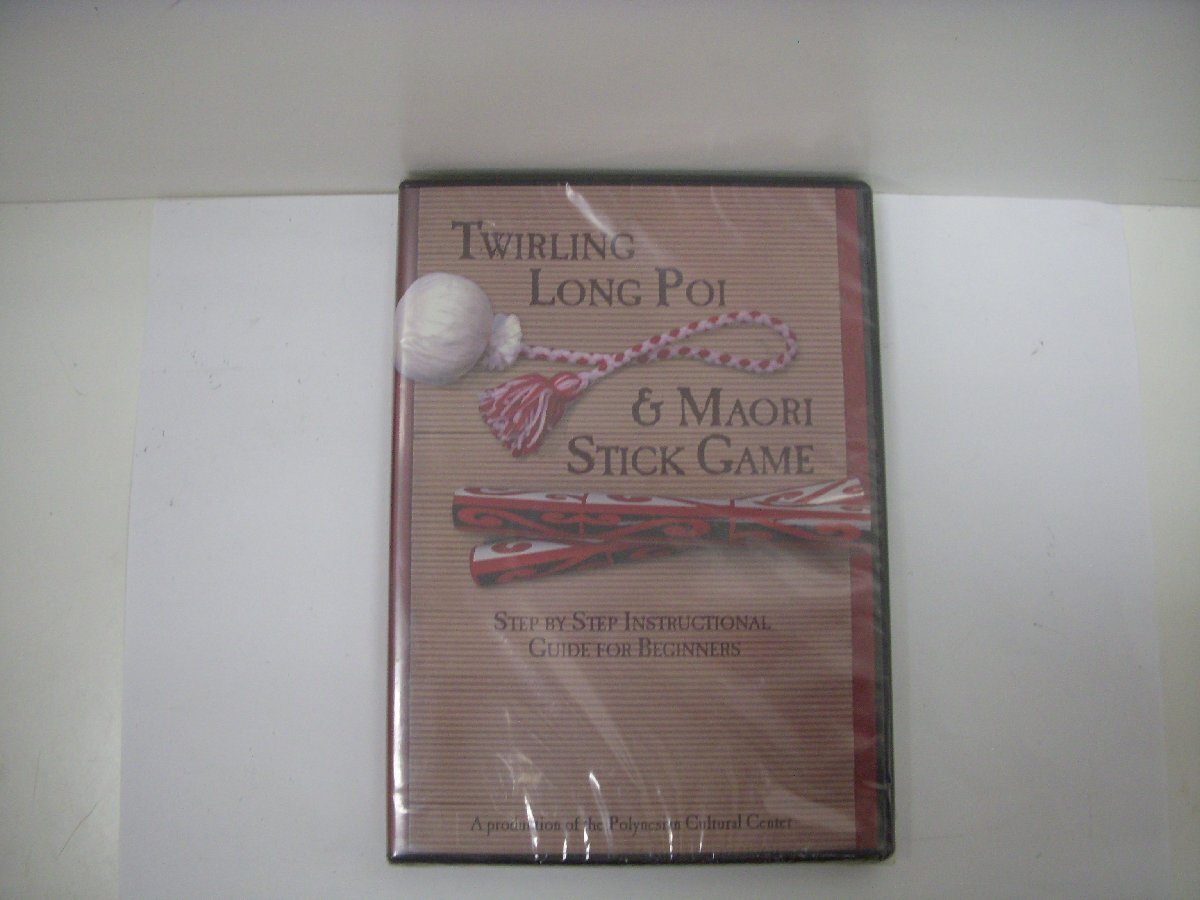 TWIRLING
LONG POI
& MAORI
STICK GAME
STEP BY STEP INSTRUCTIONAL
GUIDE FOR BEGINNERS
A production of the Polynesian Cultural Center